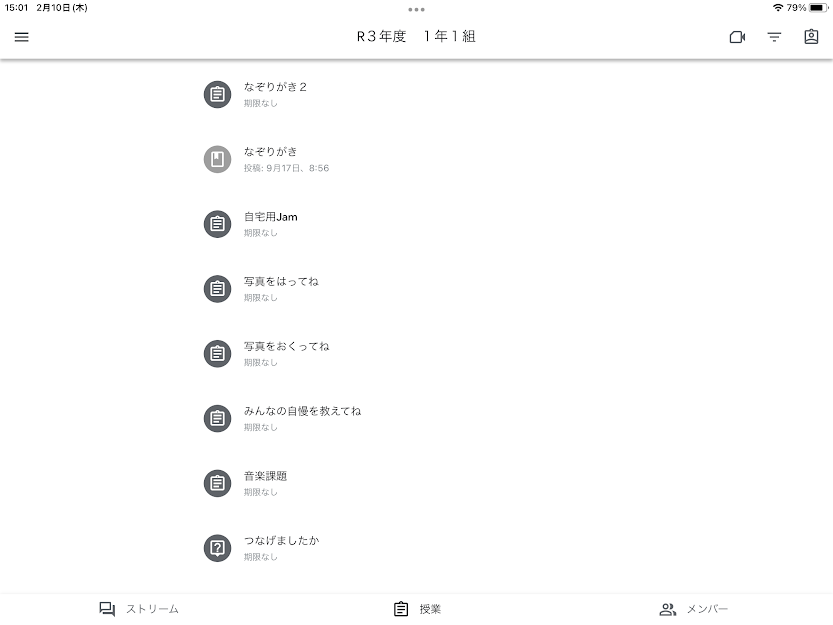 15:01 2月10日(木)
79%
R３年度　１年１組
なぞりがき２
期限なし
なぞりがき
投稿: 9月17日、8:56
自宅用Jam
期限なし
写真をはってね
期限なし
写真をおくってね
期限なし
みんなの自慢を教えてね
期限なし
音楽課題
期限なし
つなげましたか
期限なし
ストリーム
授業
メンバー